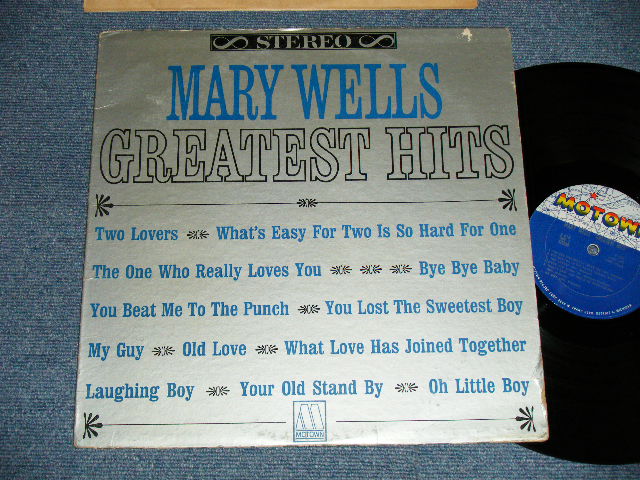 STEREO
MARY WELLS
GREATEST HITS
Two Lovers What's Easy For Two Is So Hard For One
The One Who Really Loves You Bye Bye Baby
You Beat Me To The Punch You Lost The Sweetest Boy
My Guy Old Love What Love Has Joined Together
Laughing Boy Your Old Stand By Oh Little Boy
M
MOTOWN
MOTOWN